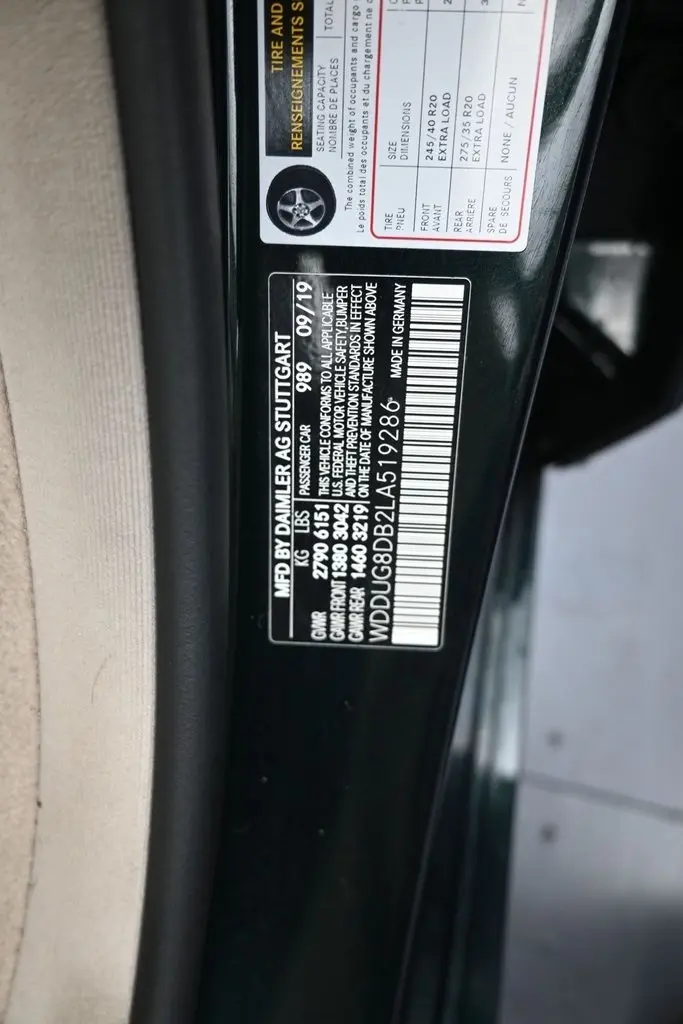 TIRE AND
RENSEIGNEMENTS S
SEATING CAPACITY
NOMBRE DE PLACES
TOTAL
The combined weight of occupants and cargo
Le poids total des occupants et du chargement ne
TIRE
PNEU
SIZE
DIMENSIONS
FRONT
AVANT
245/40 R20
EXTRA LOAD
REAR
ARRIÈRE
275/35 R20
EXTRA LOAD
SPARE
DE SECOURS
NONE / AUCUN
MFD BY DAIMLER AG STUTTGART
KG LBS PASSENGER CAR 989 09/19
GVWR 2790 6151 THIS VEHICLE CONFORMS TO ALL APPLICABLE
GAWR FRONT 1380 3042 U.S. FEDERAL MOTOR VEHICLE SAFETY,BUMPER
GAWR REAR 1460 3219 AND THEFT PREVENTION STANDARDS IN EFFECT
ON THE DATE OF MANUFACTURE SHOWN ABOVE
WDDUG8DB2LA519286 MADE IN GERMANY